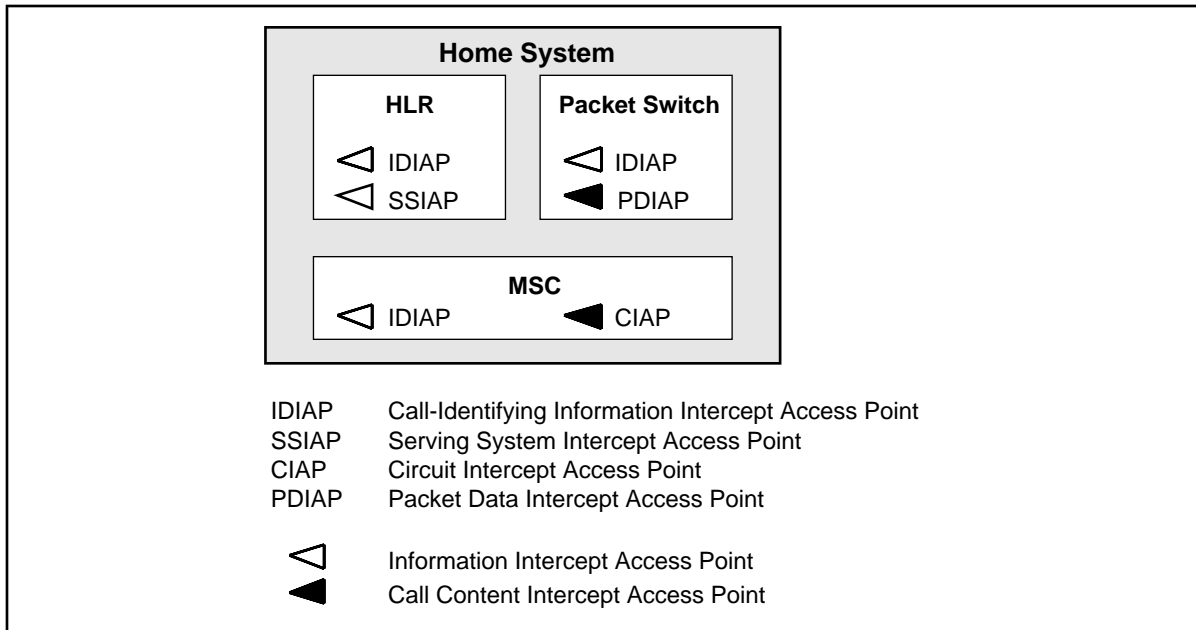 Home System
HLR
IDIAP
SSIAP
Packet Switch
IDIAP
PDIAP
MSC
IDIAP CIAP
IDIAP Call-Identifying Information Intercept Access Point
SSIAP Serving System Intercept Access Point
CIAP Circuit Intercept Access Point
PDIAP Packet Data Intercept Access Point
Information Intercept Access Point
Call Content Intercept Access Point